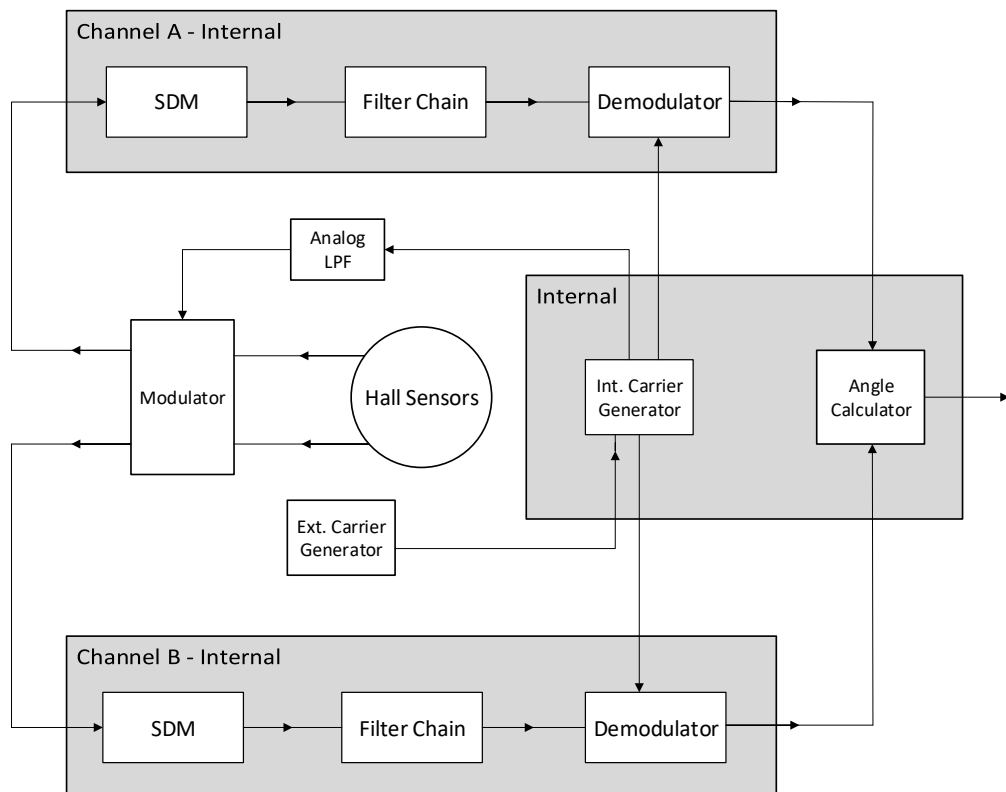 Channel A - Internal
SDM
Filter Chain
Demodulator
Analog
LPF
Internal
Modulator
Hall Sensors
Int. Carrier
Generator
Angle
Calculator
Ext. Carrier
Generator
Channel B - Internal
SDM
Filter Chain
Demodulator